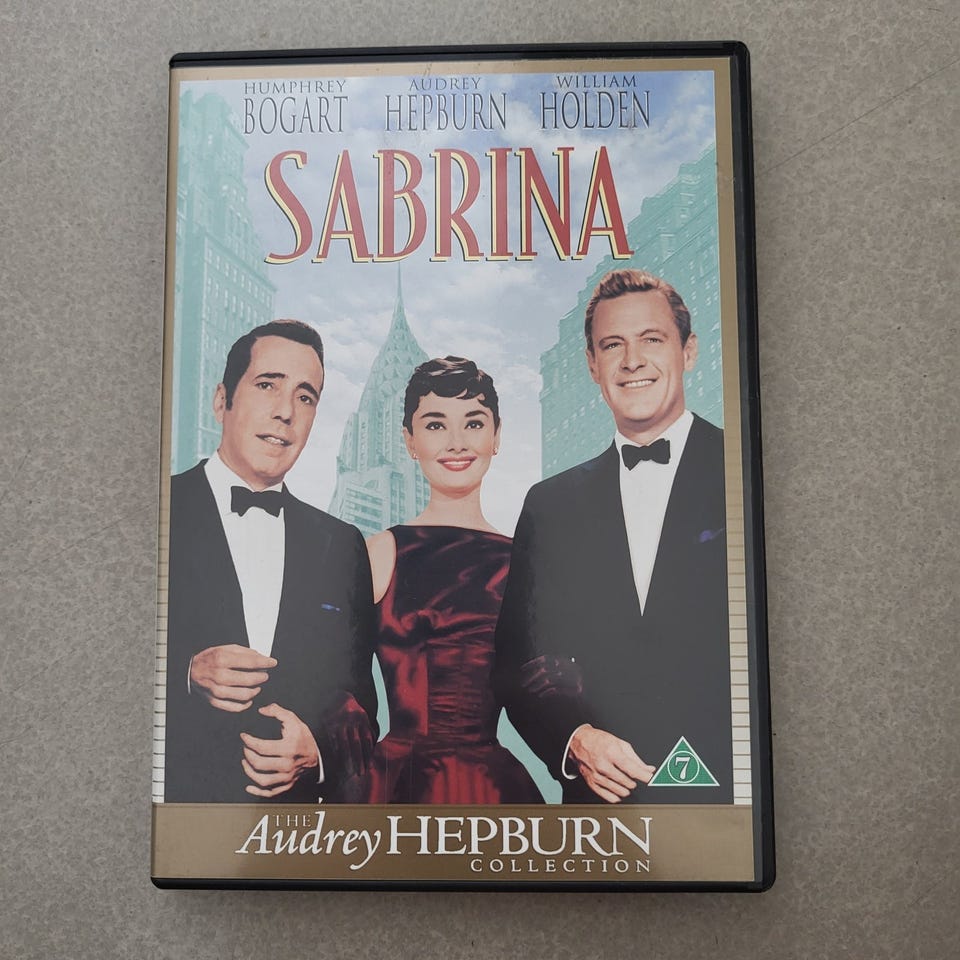 HUMPHREY AUDREY WILLIAM
BOGART HEPBURN HOLDEN
SABRINA
7
THE
Audrey HEPBURN
COLLECTION